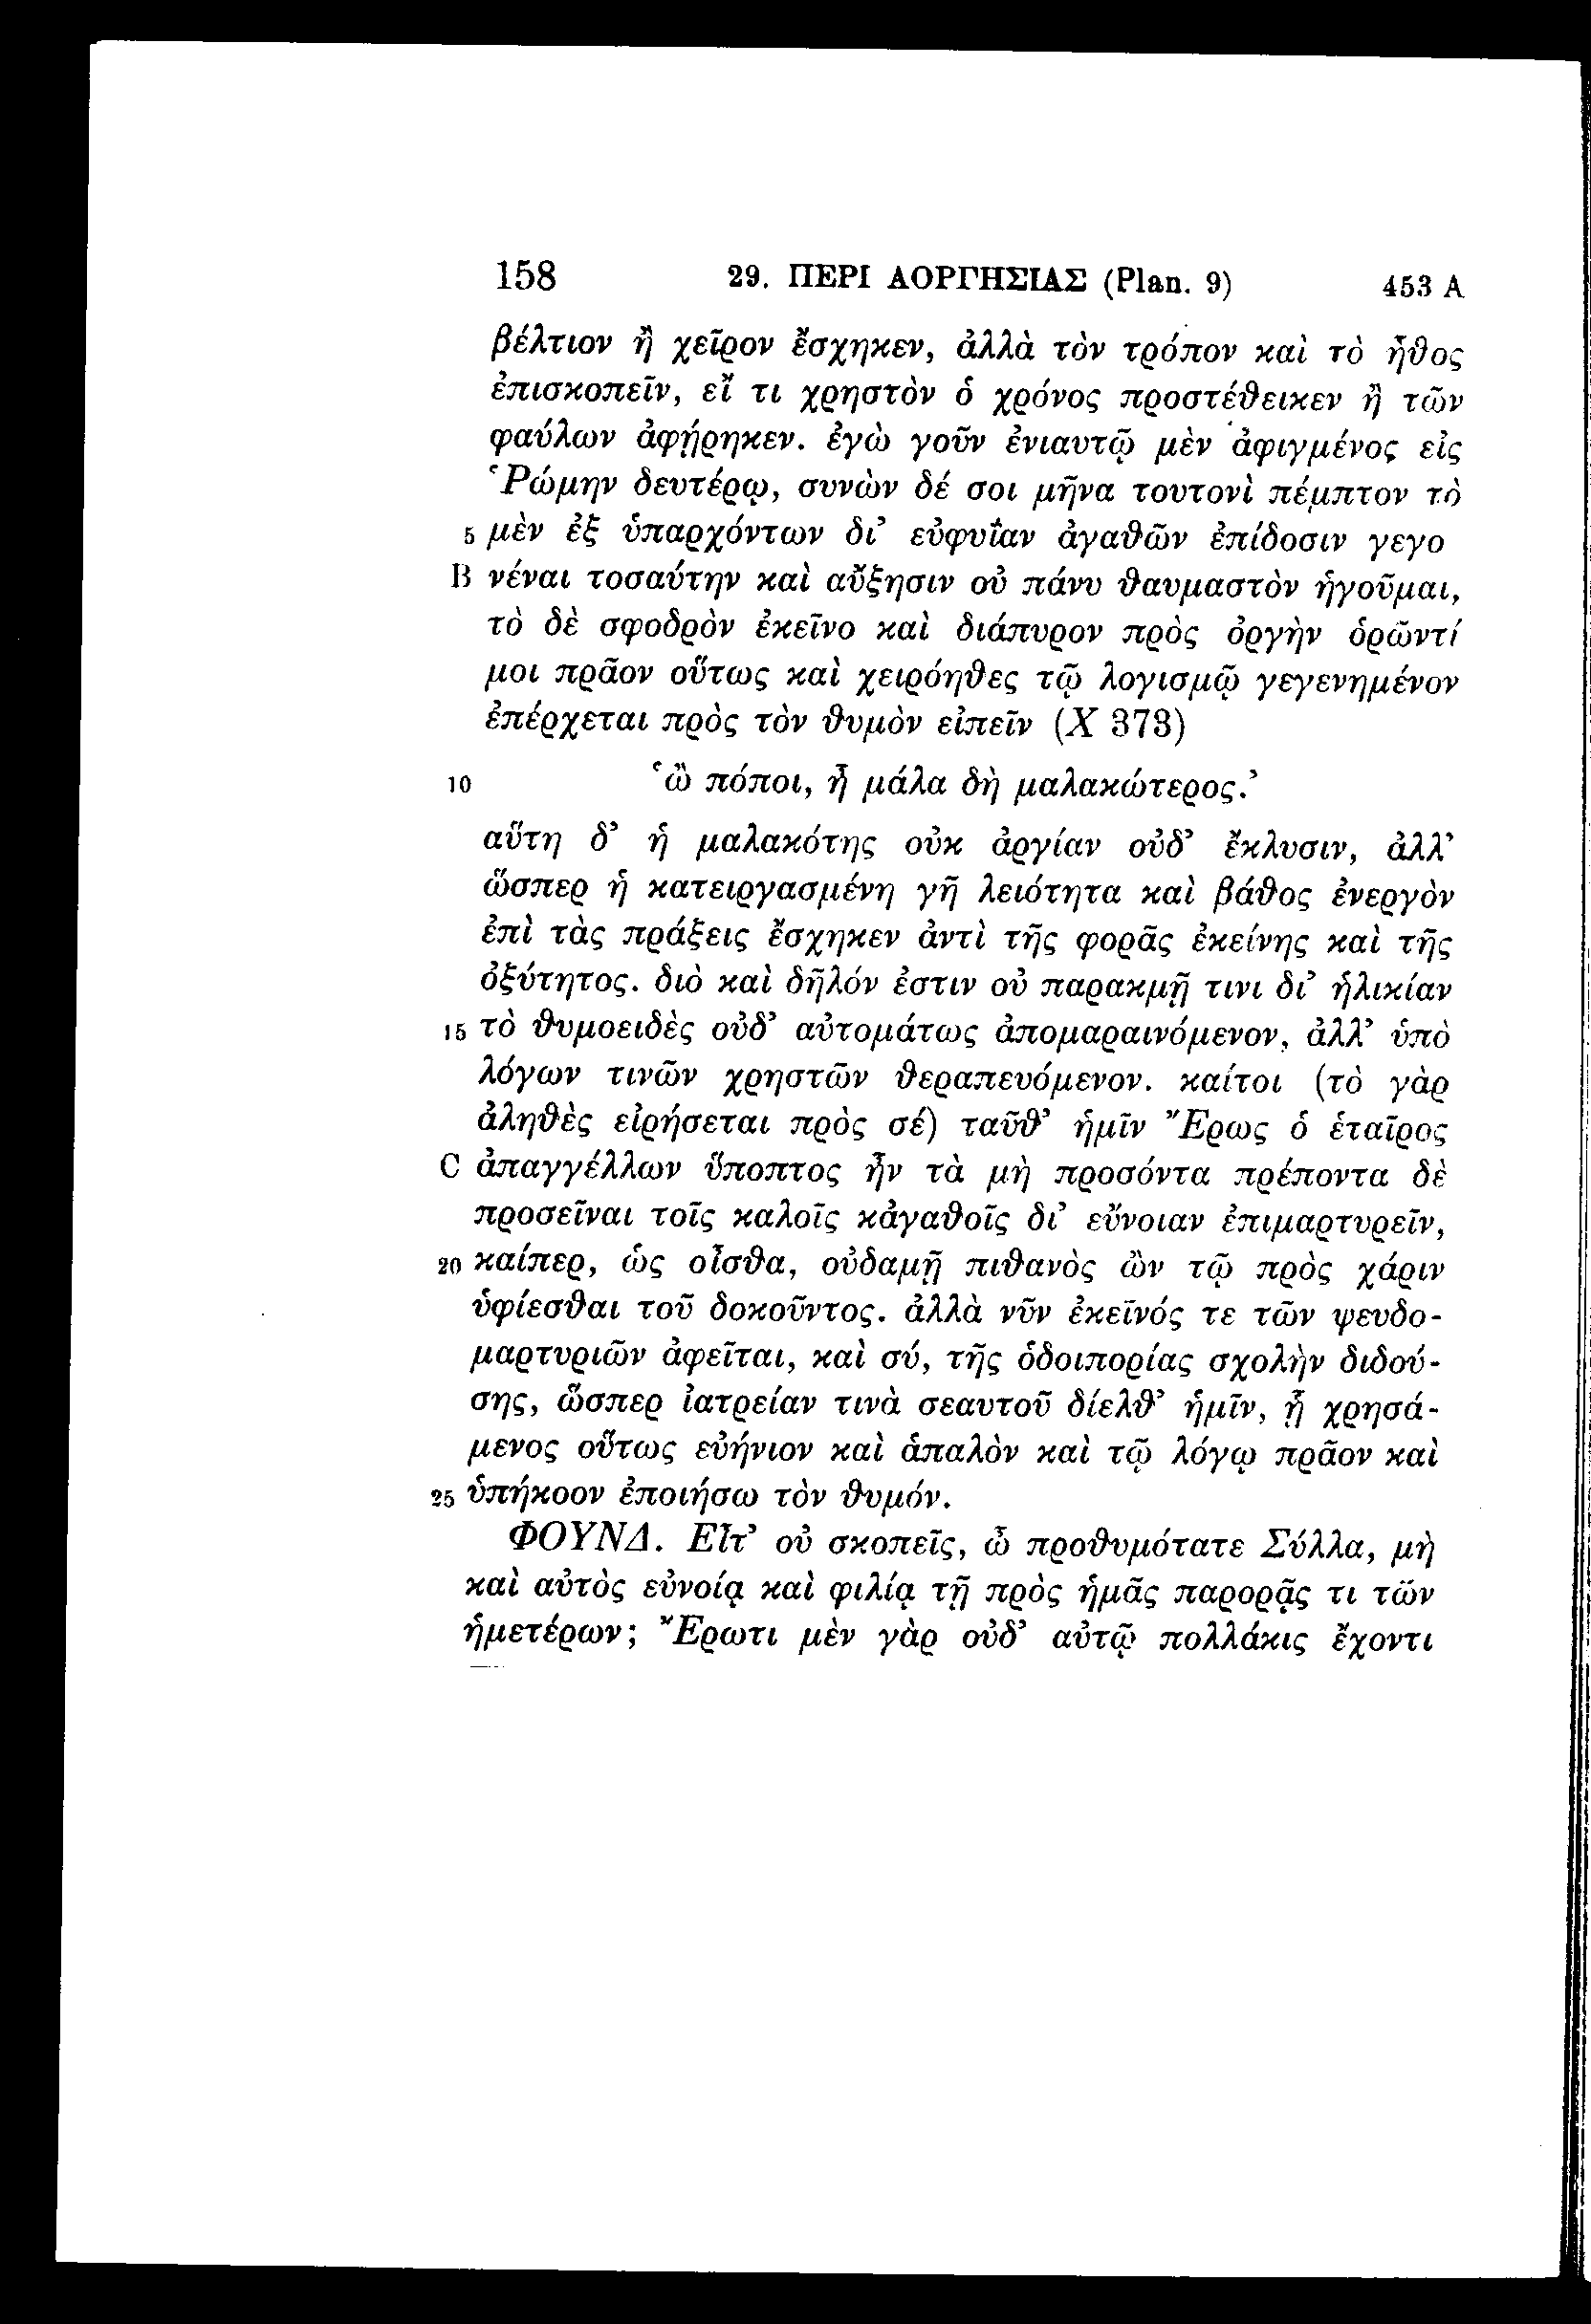 158 29. ΠΕΡΙ ΑΟΡΓΗΣΙΑΣ (Plan. 9) 453 A
βέλτιον ἢ χεῖρον ἔσχηκεν, ἀλλὰ τὸν τρόπον καὶ τὸ ἦθος
ἐπισκοπεῖν, εἴ τι χρηστὸν ὁ χρόνος προστέθεικεν ἢ τῶν
φαύλων ἀφῄρηκεν. ἐγὼ γοῦν ἐνιαυτῷ μὲν ἀφιγμένος εἰς
Ῥώμην δευτέρῳ, συνὼν δέ σοι μῆνα τουτονὶ πέμπτον τὸ
5 μὲν ἐξ ὑπαρχόντων δι’ εὐφυΐαν ἀγαθῶν ἐπίδοσιν γεγο
B νέναι τοσαύτην καὶ αὔξησιν οὐ πάνυ θαυμαστὸν ἡγοῦμαι,
τὸ δὲ σφοδρὸν ἐκεῖνο καὶ διάπυρον πρὸς ὀργὴν ὁρῶντί
μοι πρᾶον οὕτως καὶ χειρόηθες τῷ λογισμῷ γεγενημένον
ἐπέρχεται πρὸς τὸν θυμὸν εἰπεῖν (Χ 373)
10 ‘ὢ πόποι, ἦ μάλα δὴ μαλακώτερος.’
αὕτη δ’ ἡ μαλακότης οὐκ ἀργίαν οὐδ’ ἔκλυσιν, ἀλλ’
ὥσπερ ἡ κατειργασμένη γῆ λειότητα καὶ βάθος ἐνεργὸν
ἐπὶ τὰς πράξεις ἔσχηκεν ἀντὶ τῆς φορᾶς ἐκείνης καὶ τῆς
ὀξύτητος. διὸ καὶ δῆλόν ἐστιν οὐ παρακμῇ τινι δι’ ἡλικίαν
15 τὸ θυμοειδὲς οὐδ’ αὐτομάτως ἀπομαραινόμενον, ἀλλ’ ὑπὸ
λόγων τινῶν χρηστῶν θεραπευόμενον. καίτοι (τὸ γὰρ
ἀληθὲς εἰρήσεται πρὸς σέ) ταῦθ’ ἡμῖν Ἔρως ὁ ἑταῖρος
C ἀπαγγέλλων ὕποπτος ἦν τὰ μὴ προσόντα πρέποντα δὲ
προσεῖναι τοῖς καλοῖς κἀγαθοῖς δι’ εὔνοιαν ἐπιμαρτυρεῖν,
20 καίπερ, ὡς οἶσθα, οὐδαμῇ πιθανὸς ὢν τῷ πρὸς χάριν
ὑφίεσθαι τοῦ δοκοῦντος. ἀλλὰ νῦν ἐκεῖνός τε τῶν ψευδο-
μαρτυριῶν ἀφεῖται, καὶ σύ, τῆς ὁδοιπορίας σχολὴν διδού-
σης, ὥσπερ ἰατρείαν τινὰ σεαυτοῦ δίελθ’ ἡμῖν, ᾗ χρησά-
μενος οὕτως εὐήνιον καὶ ἁπαλὸν καὶ τῷ λόγῳ πρᾶον καὶ
25 ὑπήκοον ἐποιήσω τὸν θυμόν.
ΦΟΥΝΔ. Εἶτ’ οὐ σκοπεῖς, ὦ προθυμότατε Σύλλα, μὴ
καὶ αὐτὸς εὐνοίᾳ καὶ φιλίᾳ τῇ πρὸς ἡμᾶς παρορᾷς τι τῶν
ἡμετέρων; Ἔρωτι μὲν γὰρ οὐδ’ αὐτῷ πολλάκις ἔχοντι